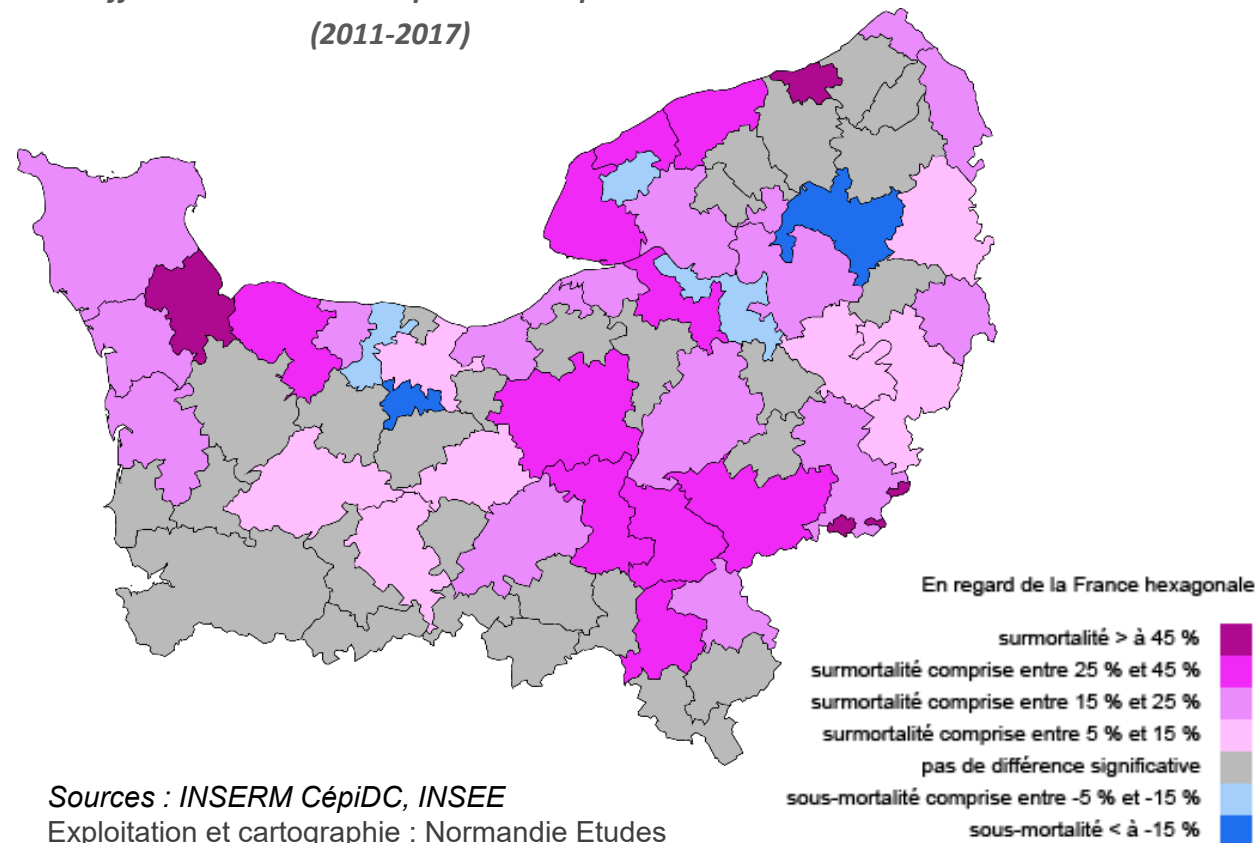 (2011-2017)
En regard de la France hexagonale
surmortalité > à 45 %
surmortalité comprise entre 25 % et 45 %
surmortalité comprise entre 15 % et 25 %
surmortalité comprise entre 5 % et 15 %
pas de différence significative
sous-mortalité comprise entre -5 % et -15 %
sous-mortalité < à -15 %
Sources : INSERM CépiDC, INSEE
Exploitation et cartographie : Normandie Etudes